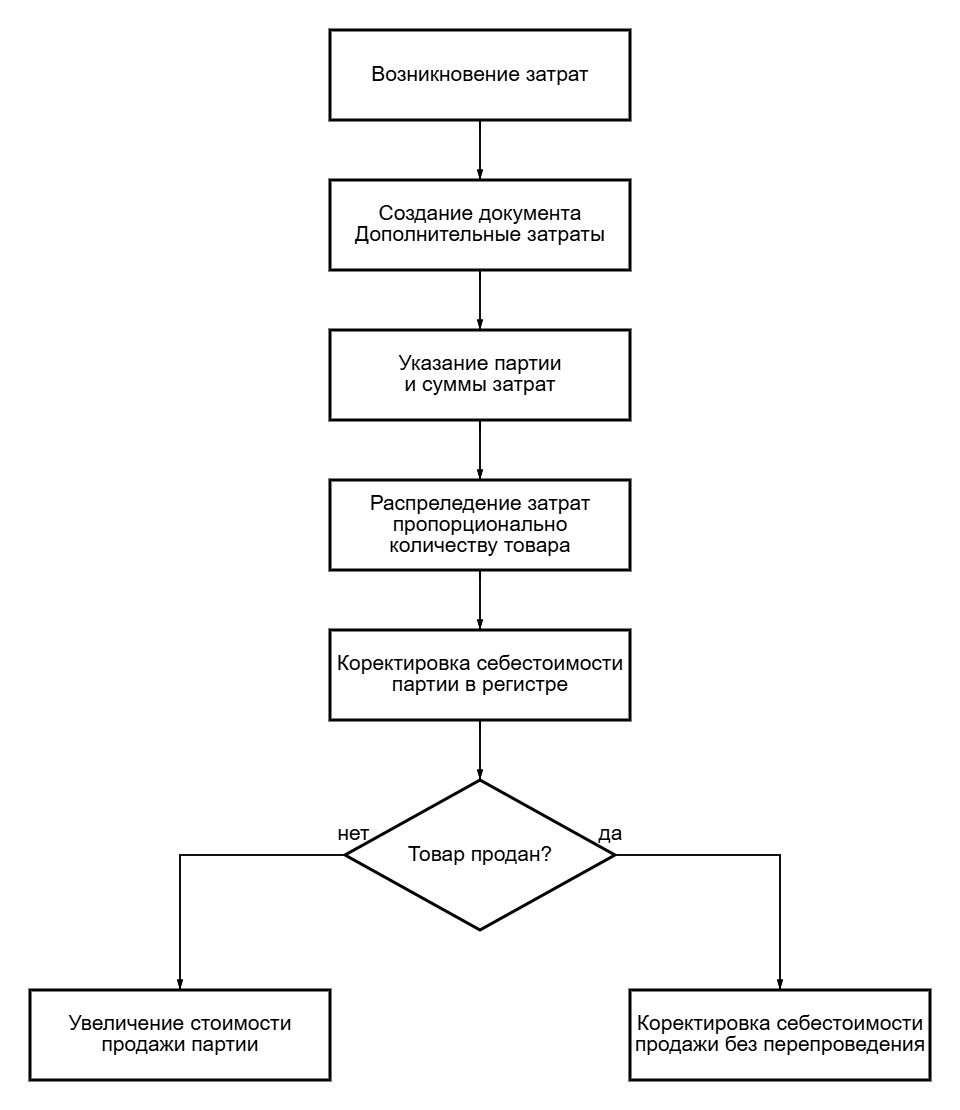 Возникновение затрат
Создание документа
Дополнительные затраты
Указание партии
и суммы затрат
Распреледение затрат
пропорционально
количеству товара
Коректировка себестоимости
партии в регистре
нет
да
Товар продан?
Увеличение стоимости
продажи партии
Коректировка себестоимости
продажи без перепроведения